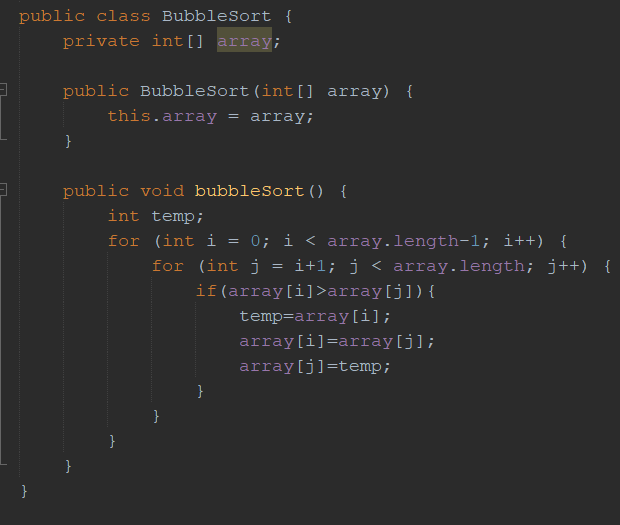 public class BubbleSort {
    private int[] array;

    public BubbleSort(int[] array) {
        this.array = array;
    }

    public void bubbleSort() {
        int temp;
        for (int i = 0; i < array.length-1; i++) {
            for (int j = i+1; j < array.length; j++) {
                if(array[i]>array[j]){
                    temp=array[i];
                    array[i]=array[j];
                    array[j]=temp;
                }
            }
        }
    }
}